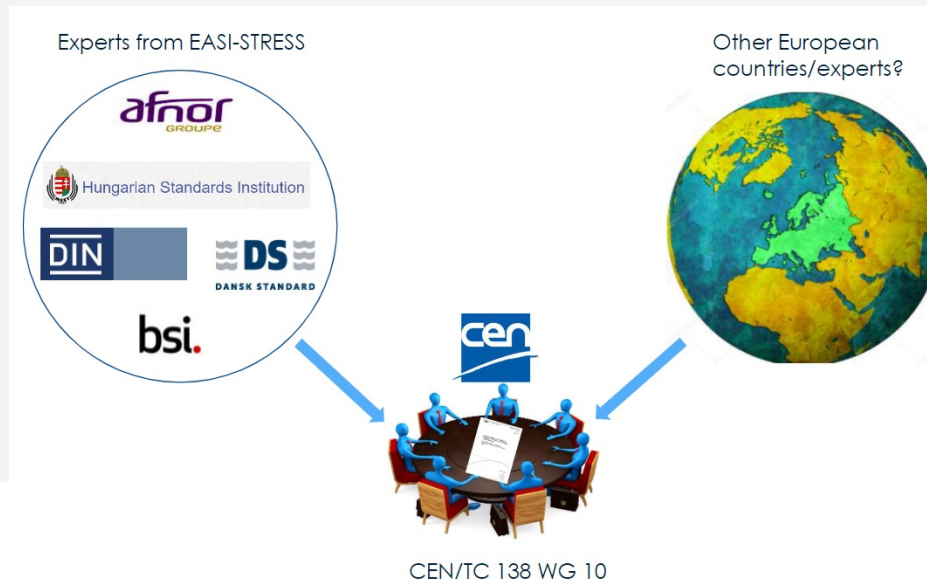 Experts from EASI-STRESS
Other European
countries/experts?
afnor
GROUPE
Hungarian Standards Institution
DIN
DS
DANSK STANDARD
bsi.
cen
CEN/TC 138 WG 10